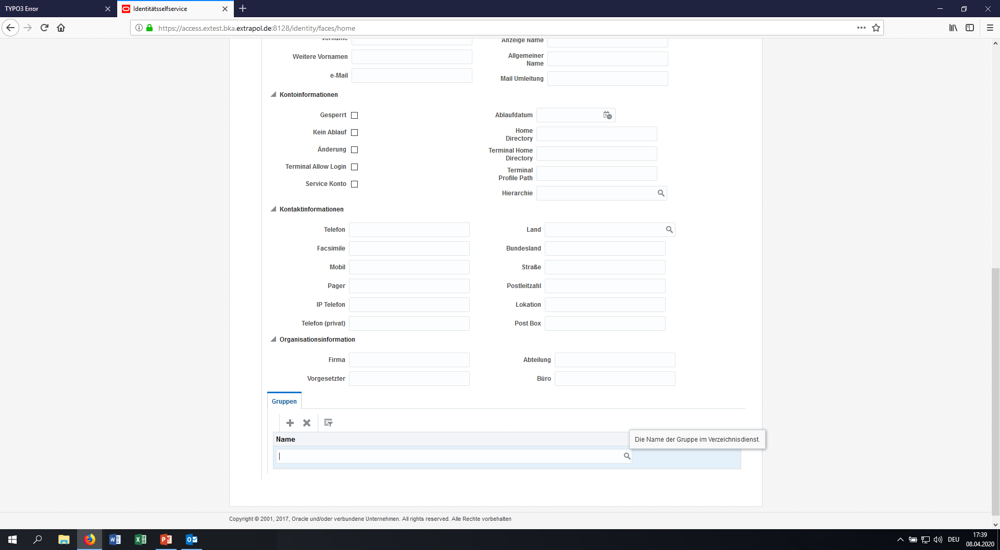 TYPO3 Error
Identitätsselfservice
https://access.extest.bka.extrapol.de:8128/identity/faces/home
Vorname
Anzeige Name
Weitere Vornamen
Allgemeiner
Name
e-Mail
Mail Umleitung
Kontoinformationen
Gesperrt
Ablaufdatum
Kein Ablauf
Home
Directory
Änderung
Terminal Home
Directory
Terminal Allow Login
Terminal
Profile Path
Service Konto
Hierarchie
Kontaktinformationen
Telefon
Land
Facsimile
Bundesland
Mobil
Straße
Pager
Postleitzahl
IP Telefon
Lokation
Telefon (privat)
Post Box
Organisationsinformation
Firma
Abteilung
Vorgesetzter
Büro
Gruppen
Name
Die Name der Gruppe im Verzeichnisdienst.
Copyright © 2001, 2017, Oracle und/oder verbundene Unternehmen. All rights reserved. Alle Rechte vorbehalten
DEU
17:39
08.04.2020